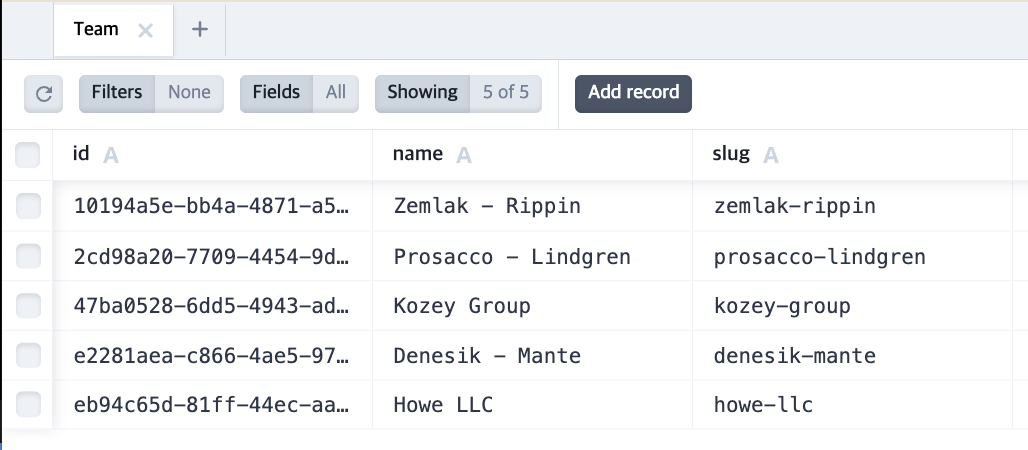 Team
Filters None Fields All Showing 5 of 5 Add record
id A name A slug A
10194a5e-bb4a-4871-a5… Zemlak - Rippin zemlak-rippin
2cd98a20-7709-4454-9d… Prosacco - Lindgren prosacco-lindgren
47ba0528-6dd5-4943-ad… Kozey Group kozey-group
e2281aea-c866-4ae5-97… Denesik - Mante denesik-mante
eb94c65d-81ff-44ec-aa… Howe LLC howe-llc